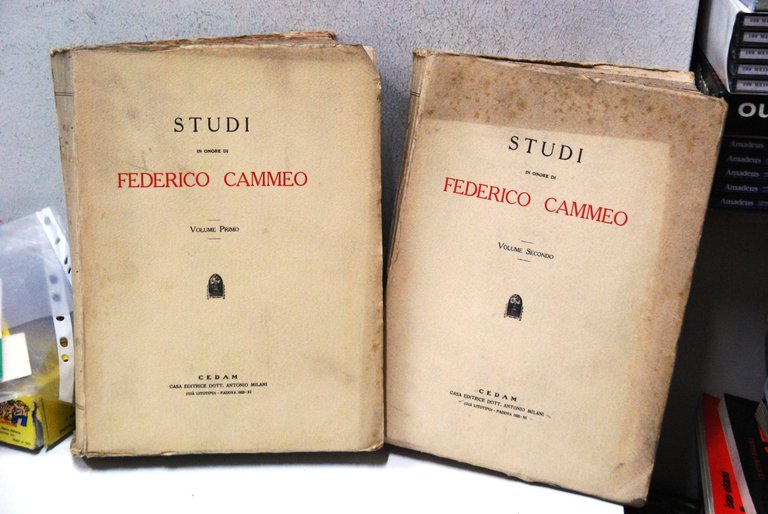 STUDI
IN ONORE DI
FEDERICO CAMMEO
VOLUME PRIMO
CEDAM
CASA EDITRICE DOTT. ANTONIO MILANI
STUDI
IN ONORE DI
FEDERICO CAMMEO
VOLUME SECONDO
CEDAM
CASA EDITRICE DOTT. ANTONIO MILANI
OU
Amadeus
Amadeus
Amadeus
Amadeus